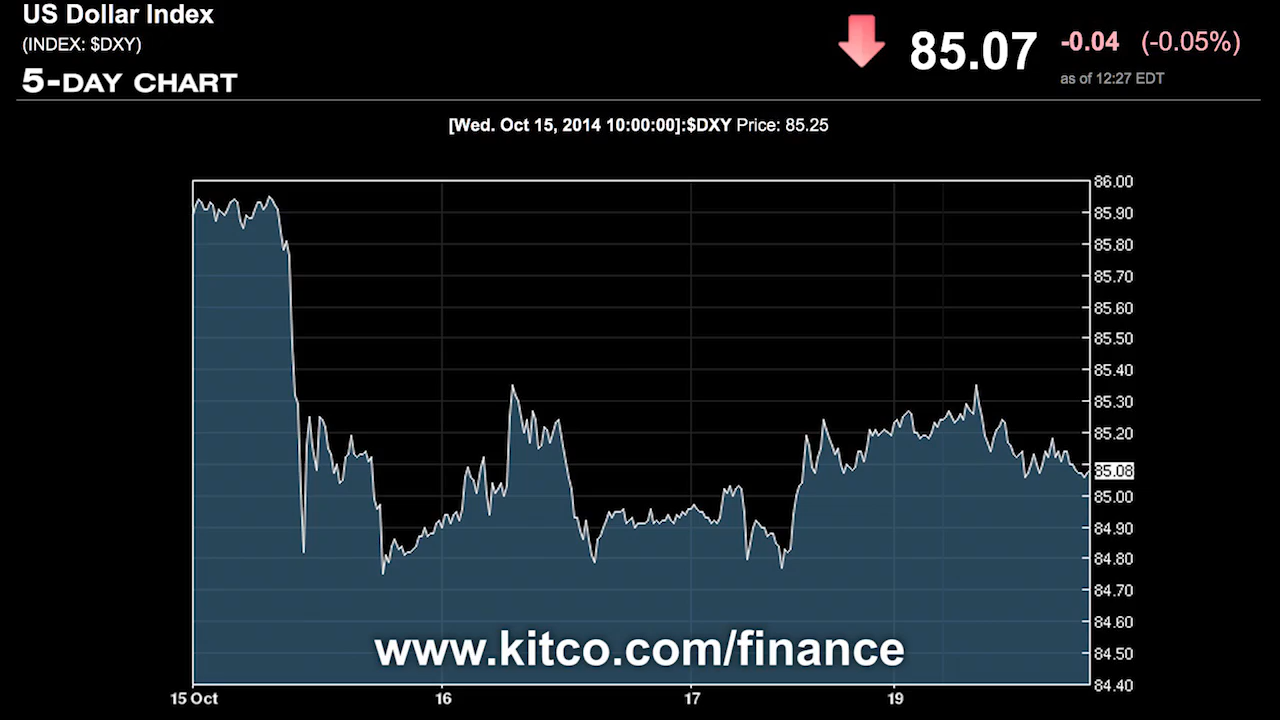 US Dollar Index
(INDEX: $DXY)
5-DAY CHART
85.07
-0.04 (-0.05%)
as of 12:27 EDT
[Wed. Oct 15, 2014 10:00:00]:$DXY Price: 85.25
86.00
85.90
85.80
85.70
85.60
85.50
85.40
85.30
85.20
85.08
85.00
84.90
84.80
84.70
84.60
84.50
84.40
www.kitco.com/finance
15 Oct 16 17 19